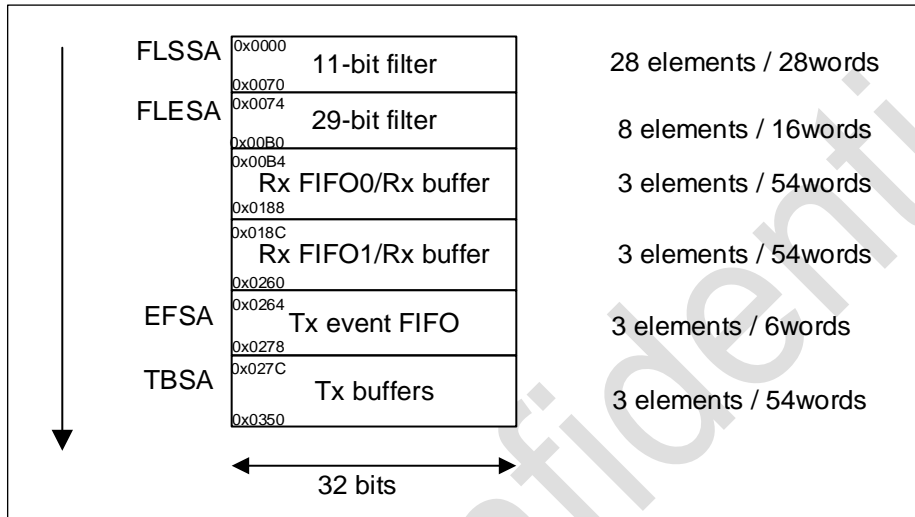 FLSSA 0x0000 11-bit filter 28 elements / 28words
0x0070
FLESA 0x0074 29-bit filter 8 elements / 16words
0x00B0
0x00B4
Rx FIFO0/Rx buffer 3 elements / 54words
0x0188
0x018C
Rx FIFO1/Rx buffer 3 elements / 54words
0x0260
EFSA 0x0264 Tx event FIFO 3 elements / 6words
0x0278
TBSA 0x027C Tx buffers 3 elements / 54words
0x0350
32 bits